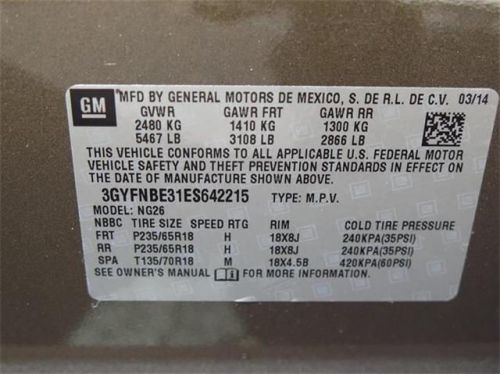 GM MFD BY GENERAL MOTORS DE MEXICO, S. DE R.L. DE C.V. 03/14
GVWR GAWR FRT GAWR RR
2480 KG 1410 KG 1300 KG
5467 LB 3108 LB 2866 LB
THIS VEHICLE CONFORMS TO ALL APPLICABLE U.S. FEDERAL MOTOR
VEHICLE SAFETY AND THEFT PREVENTION STANDARDS IN EFFECT ON
THE DATE OF MANUFACTURE SHOWN ABOVE.
3GYFNBE31ES642215 TYPE: M.P.V.
MODEL: NG26
NBBC TIRE SIZE SPEED RTG RIM COLD TIRE PRESSURE
FRT P235/65R18 H 18X8J 240KPA(35PSI)
RR P235/65R18 H 18X8J 240KPA(35PSI)
SPA T135/70R18 M 18X4.5B 420KPA(60PSI)
SEE OWNER'S MANUAL FOR MORE INFORMATION